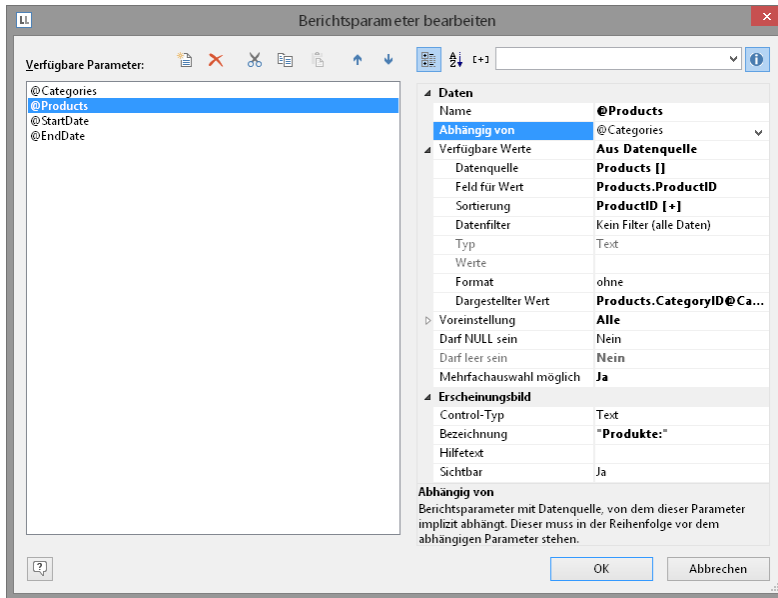 LL Berichtsparameter bearbeiten
Verfügbare Parameter:
@Categories
@Products
@StartDate
@EndDate
A Z [+]
Daten
Name @Products
Abhängig von @Categories
Verfügbare Werte Aus Datenquelle
Datenquelle Products []
Feld für Wert Products.ProductID
Sortierung ProductID [+]
Datenfilter Kein Filter (alle Daten)
Typ Text
Werte
Format ohne
Dargestellter Wert Products.CategoryID@Ca...
Voreinstellung Alle
Darf NULL sein Nein
Darf leer sein Nein
Mehrfachauswahl möglich Ja
Erscheinungsbild
Control-Typ Text
Bezeichnung "Produkte:"
Hilfetext
Sichtbar Ja
Abhängig von
Berichtsparameter mit Datenquelle, von dem dieser Parameter
implizit abhängt. Dieser muss in der Reihenfolge vor dem
abhängigen Parameter stehen.
OK Abbrechen